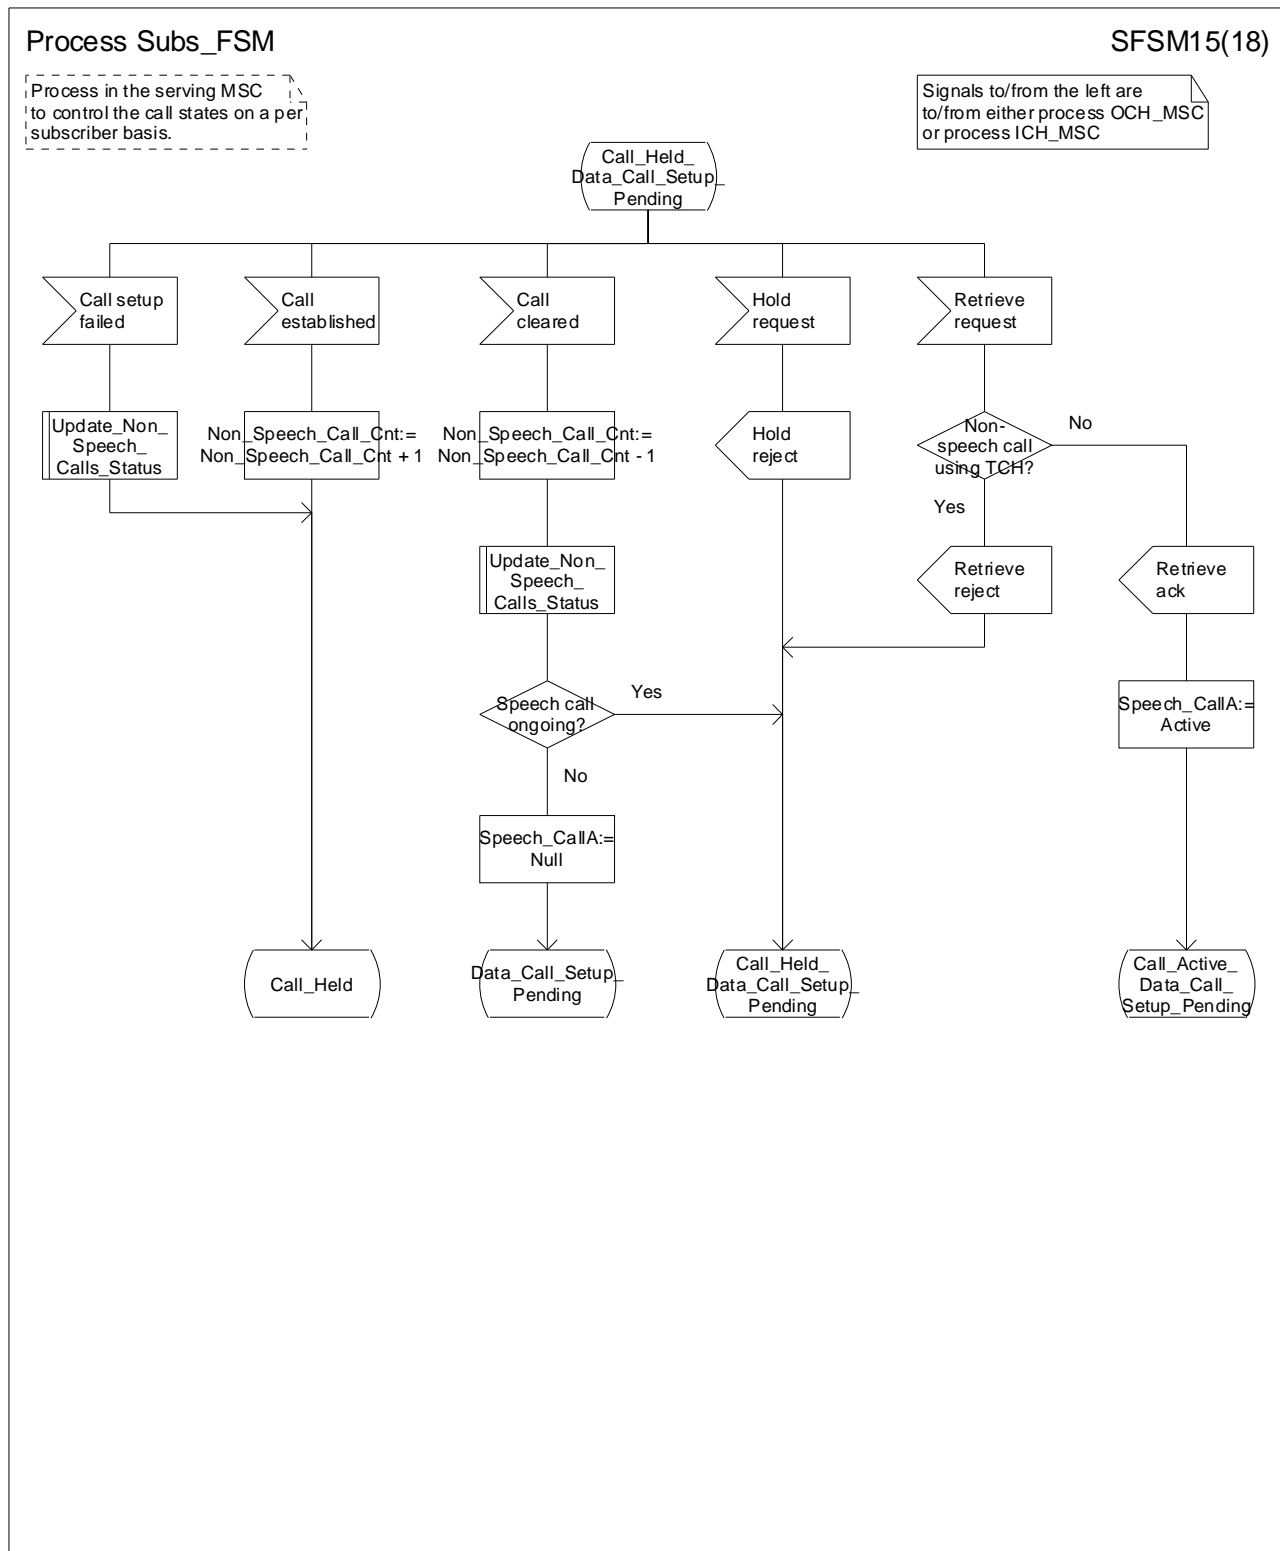 Process Subs_FSM
SFSM15(18)
Process in the serving MSC
to control the call states on a per
subscriber basis.
Signals to/from the left are
to/from either process OCH_MSC
or process ICH_MSC
Call_Held_
Data_Call_Setup_
Pending
Call setup
failed
Call
established
Call
cleared
Hold
request
Retrieve
request
Update_Non_
Speech_
Calls_Status
Non_Speech_Call_Cnt:=
Non_Speech_Call_Cnt + 1
Non_Speech_Call_Cnt:=
Non_Speech_Call_Cnt - 1
Hold
reject
Non-
speech call
using TCH?
No
Yes
Update_Non_
Speech_
Calls_Status
Retrieve
reject
Retrieve
ack
Speech call
ongoing?
Yes
No
Speech_CallA:=
Active
Speech_CallA:=
Null
Call_Held
Data_Call_Setup_
Pending
Call_Held_
Data_Call_Setup_
Pending
Call_Active_
Data_Call_
Setup_Pending